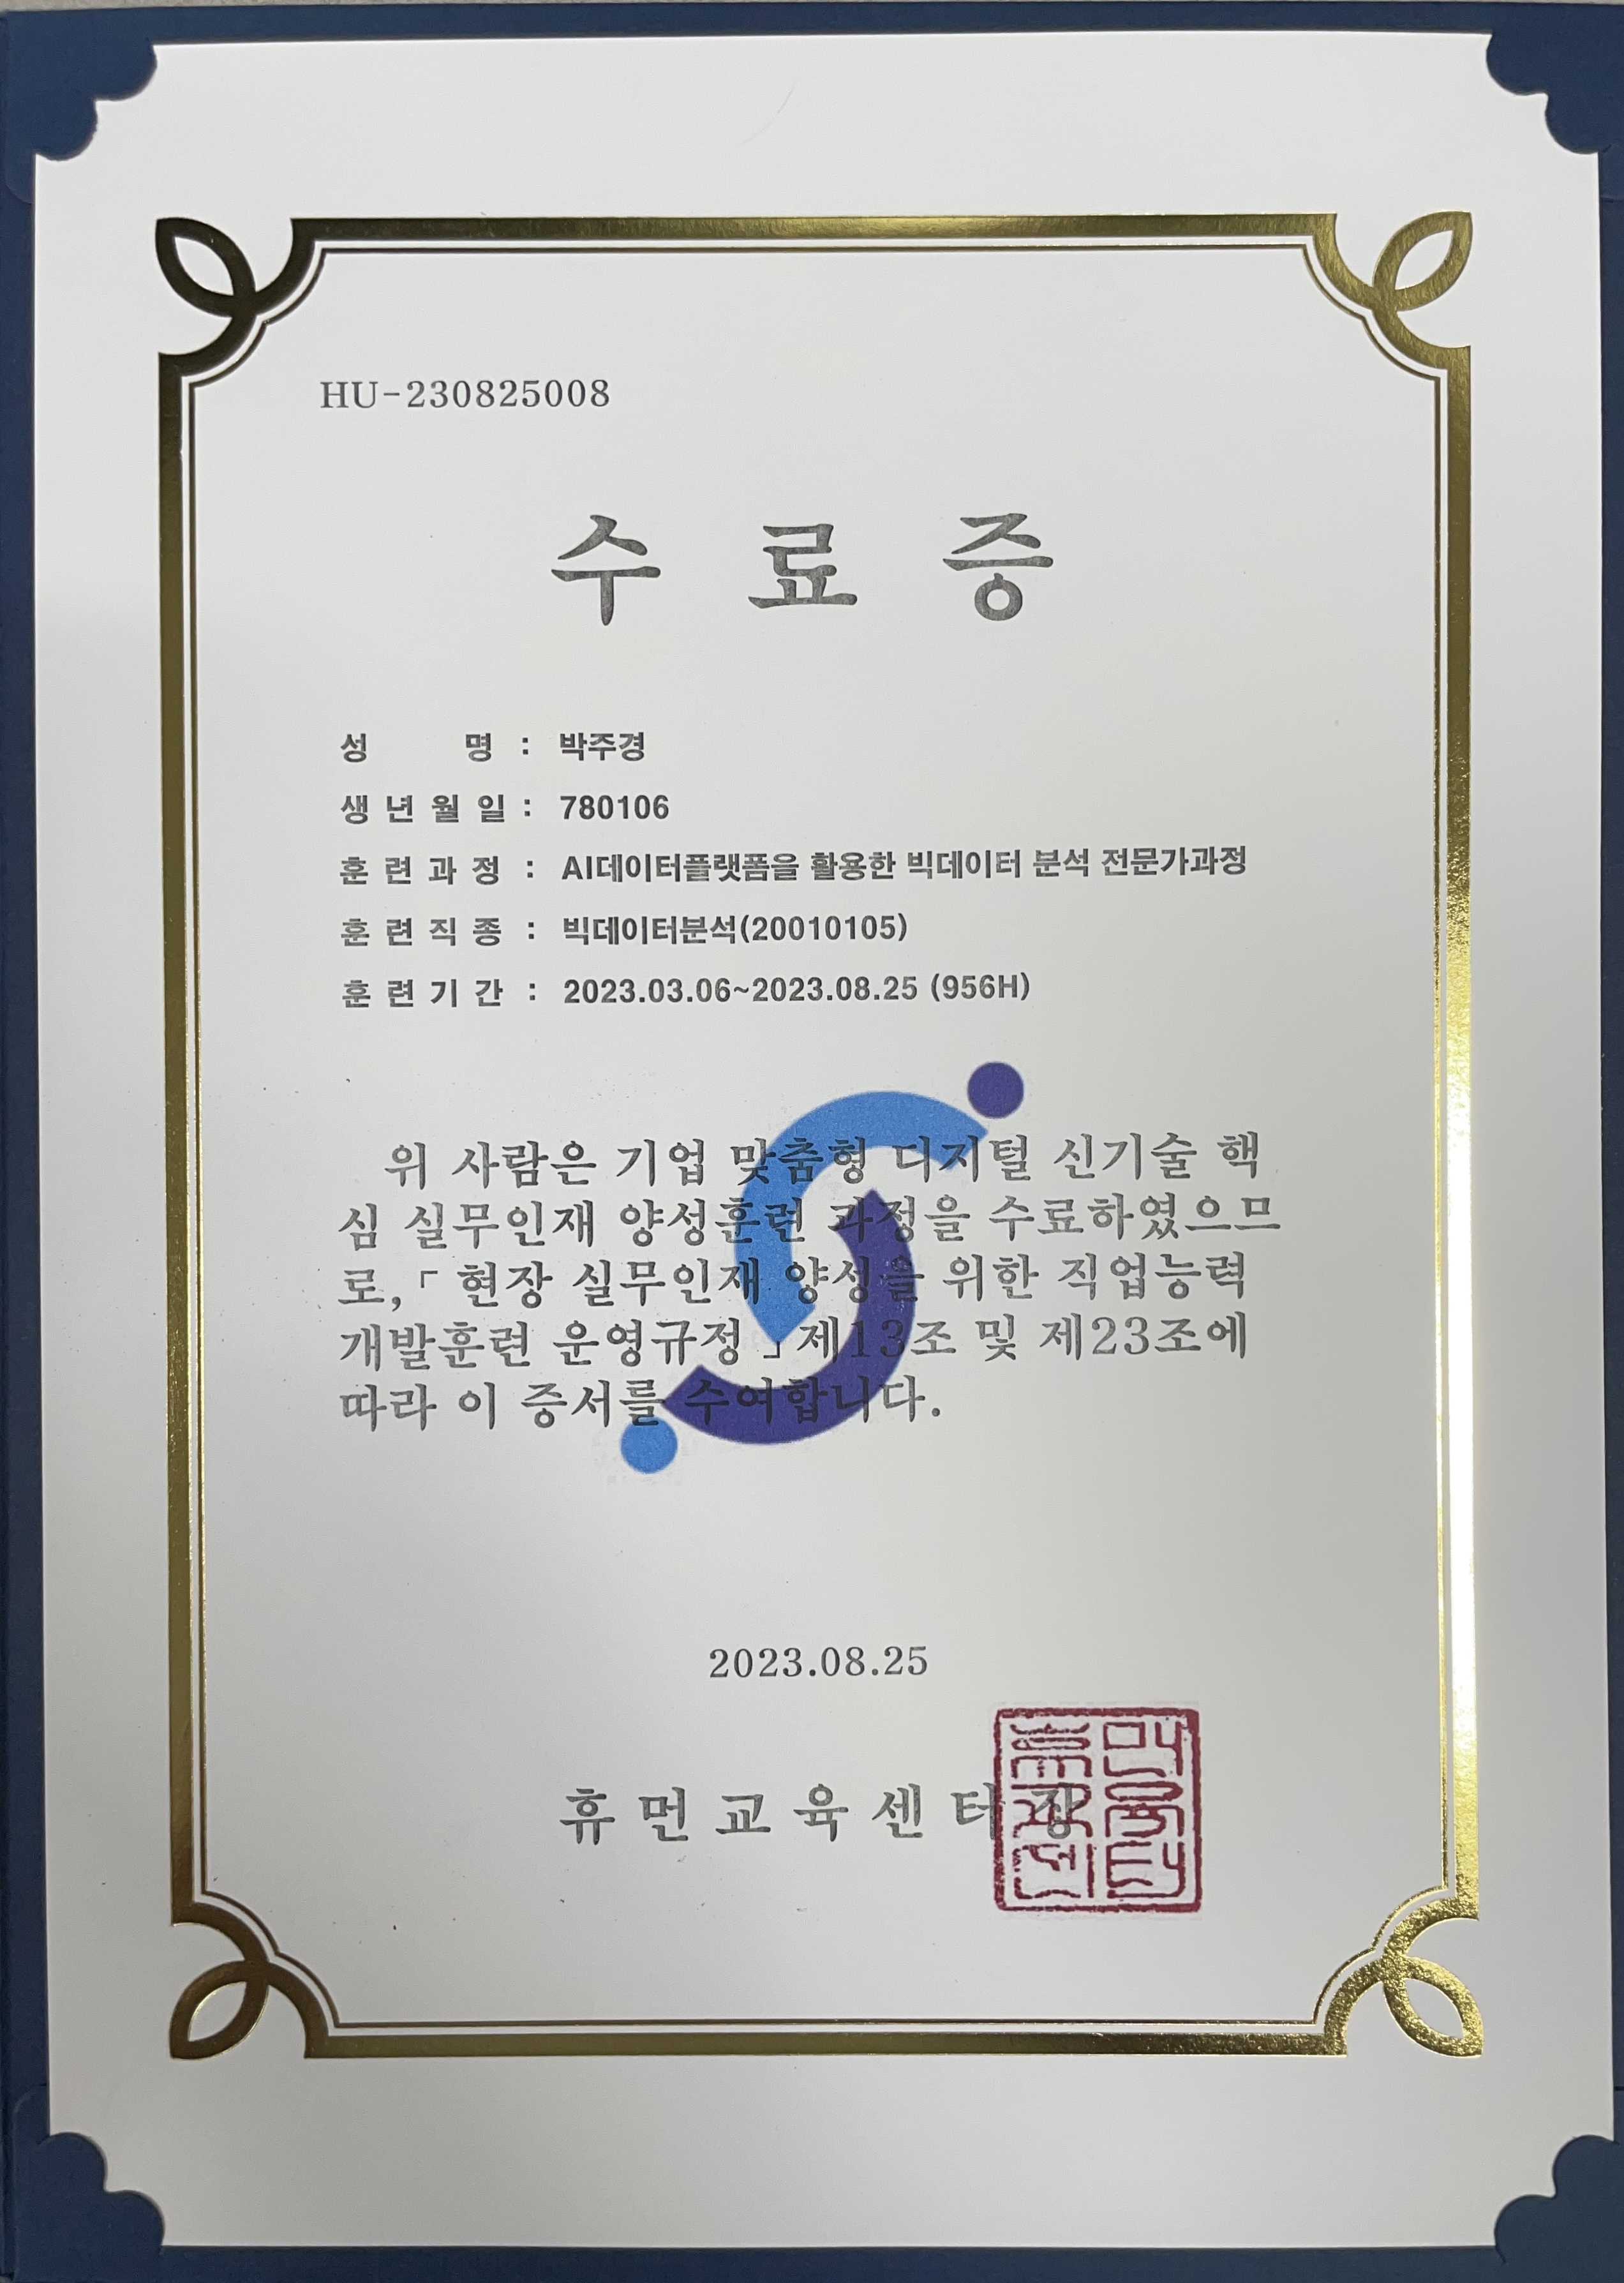 HU-230825008
수 료 증
성 명 : 박주경
생 년 월 일 : 780106
훈 련 과 정 : AI데이터플랫폼을 활용한 빅데이터 분석 전문가과정
훈 련 직 종 : 빅데이터분석(20010105)
훈 련 기 간 : 2023.03.06~2023.08.25 (956H)
위 사람은 기업 맞춤형 디지털 신기술 핵
심 실무인재 양성훈련 과정을 수료하였으므
로,「현장 실무인재 양성을 위한 직업능력
개발훈련 운영규정」제13조 및 제23조에
따라 이 증서를 수여합니다.
2023.08.25
휴 먼 교 육 센 터 장